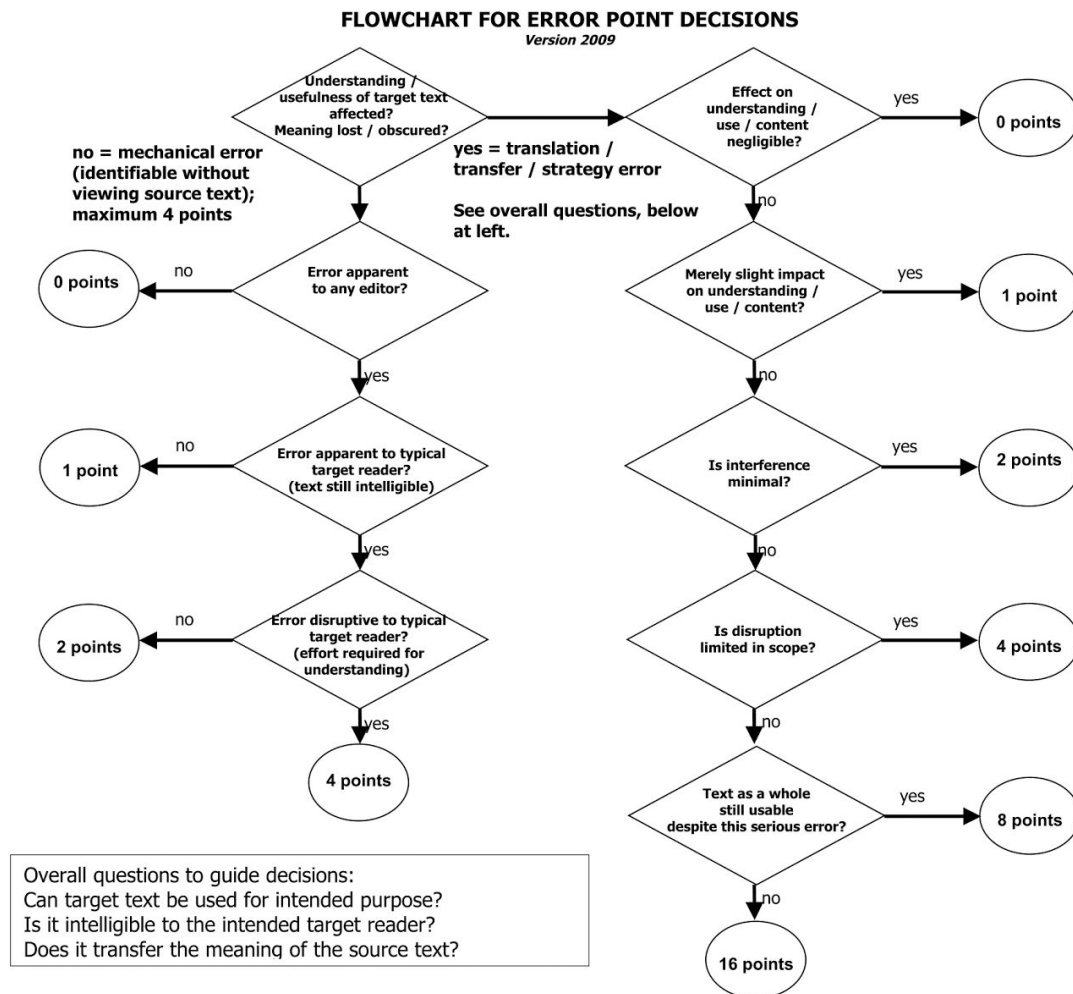 FLOWCHART FOR ERROR POINT DECISIONS
Version 2009
Understanding /
usefulness of target text
affected?
Meaning lost / obscured?
Effect on
understanding /
use / content
negligible?
yes
0 points
no = mechanical error
(identifiable without
viewing source text);
maximum 4 points
yes = translation /
transfer / strategy error
See overall questions, below
at left.
no
0 points
no
Error apparent
to any editor?
Merely slight impact
on understanding /
use / content?
yes
1 point
yes
no
1 point
no
Error apparent to typical
target reader?
(text still intelligible)
Is interference
minimal?
yes
2 points
yes
no
2 points
no
Error disruptive to typical
target reader?
(effort required for
understanding)
Is disruption
limited in scope?
yes
4 points
yes
no
4 points
Text as a whole
still usable
despite this serious error?
yes
8 points
no
16 points
Overall questions to guide decisions:
Can target text be used for intended purpose?
Is it intelligible to the intended target reader?
Does it transfer the meaning of the source text?